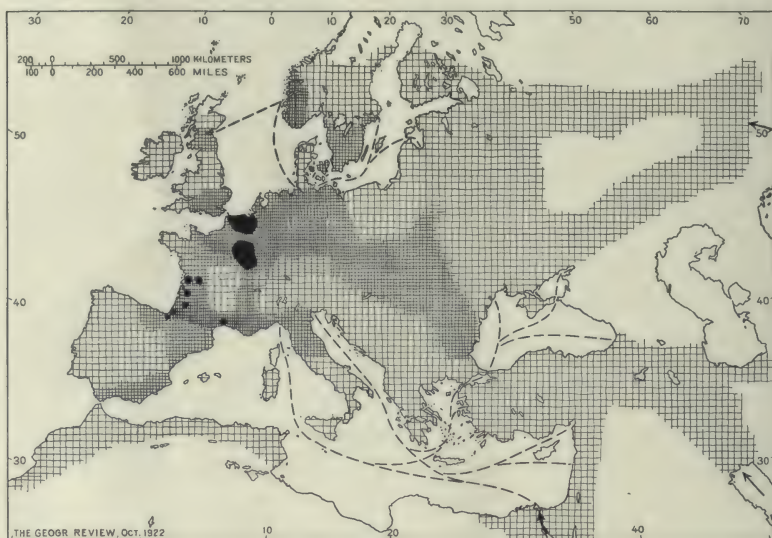 30 20 10 0 10 20 30 40 50 60 70
200 0 500 1000 KILOMETERS
100 0 200 400 600 MILES
50 50
40 40
30 30
THE GEOGR REVIEW, OCT. 1922 10 20 40